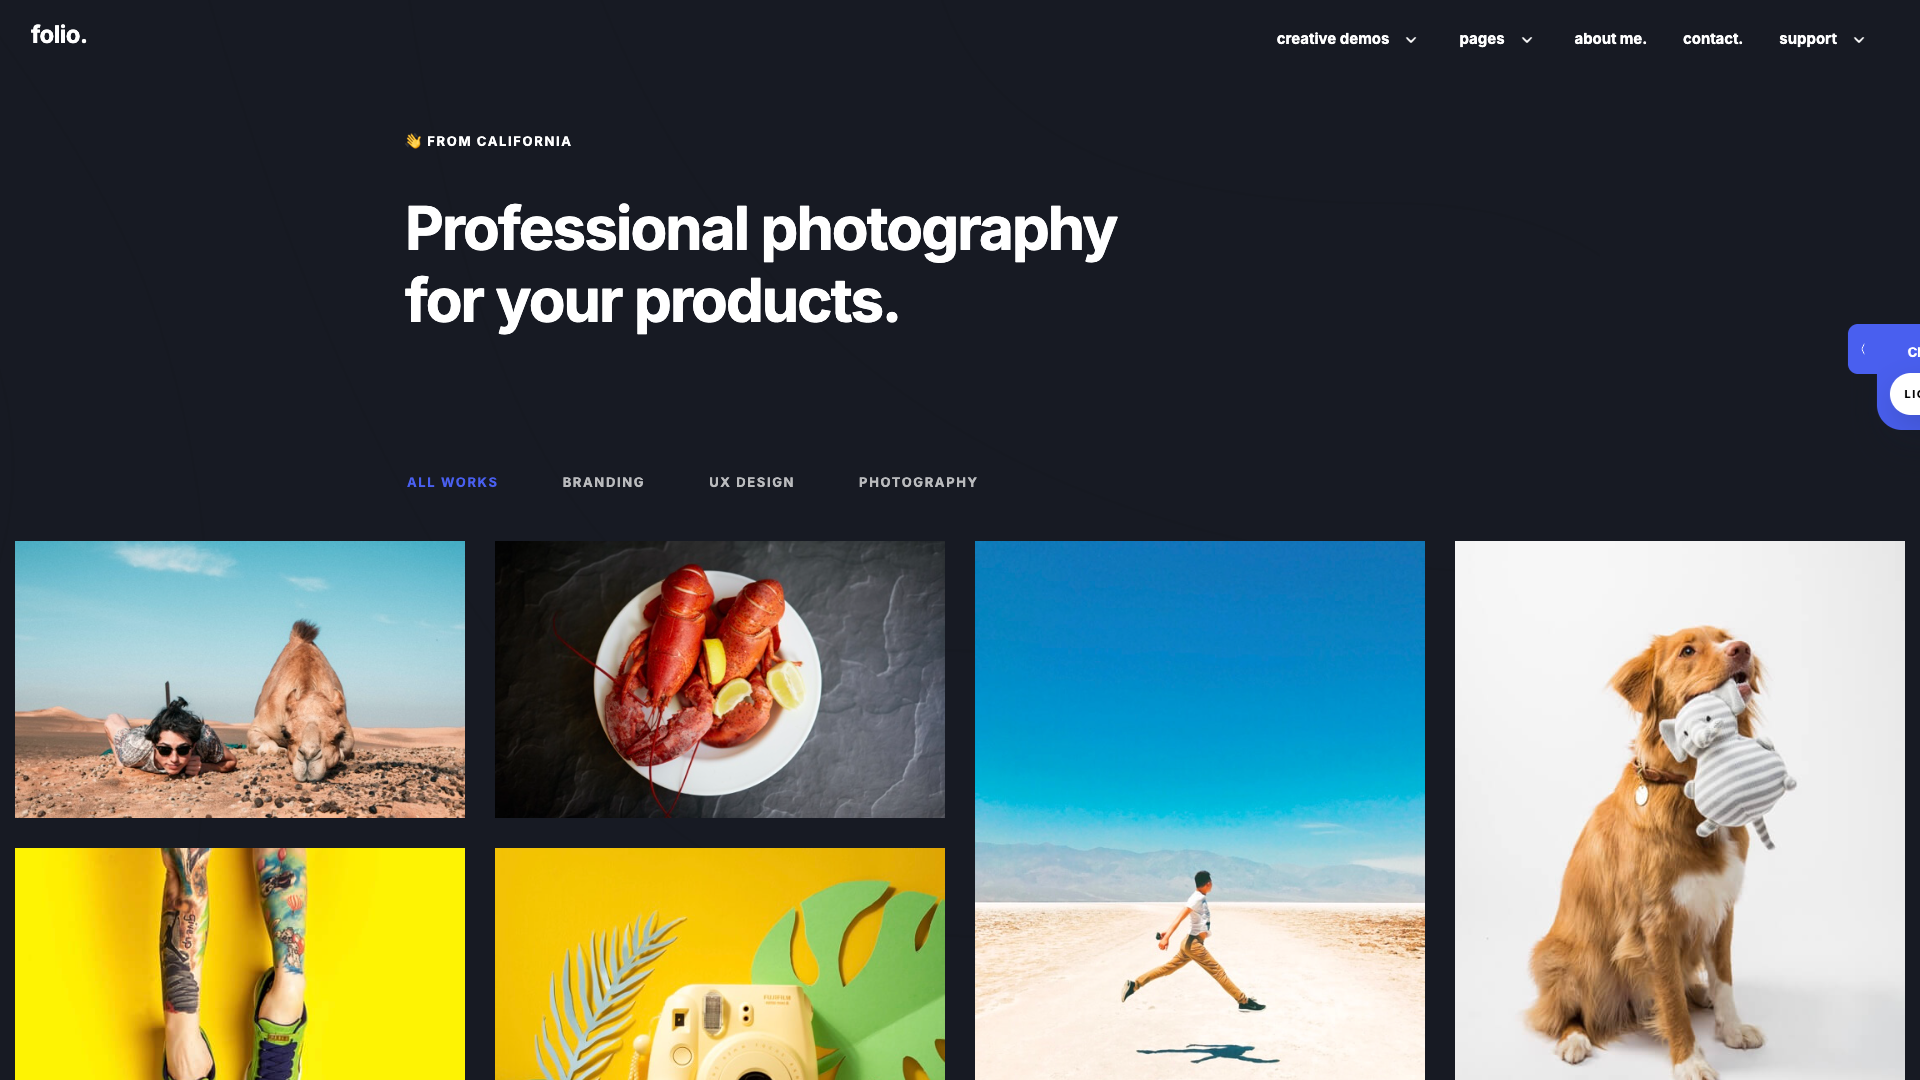 folio.
creative demos
pages
about me.
contact.
support
👋 FROM CALIFORNIA
Professional photography
for your products.
ALL WORKS
BRANDING
UX DESIGN
PHOTOGRAPHY
FUJIFILM